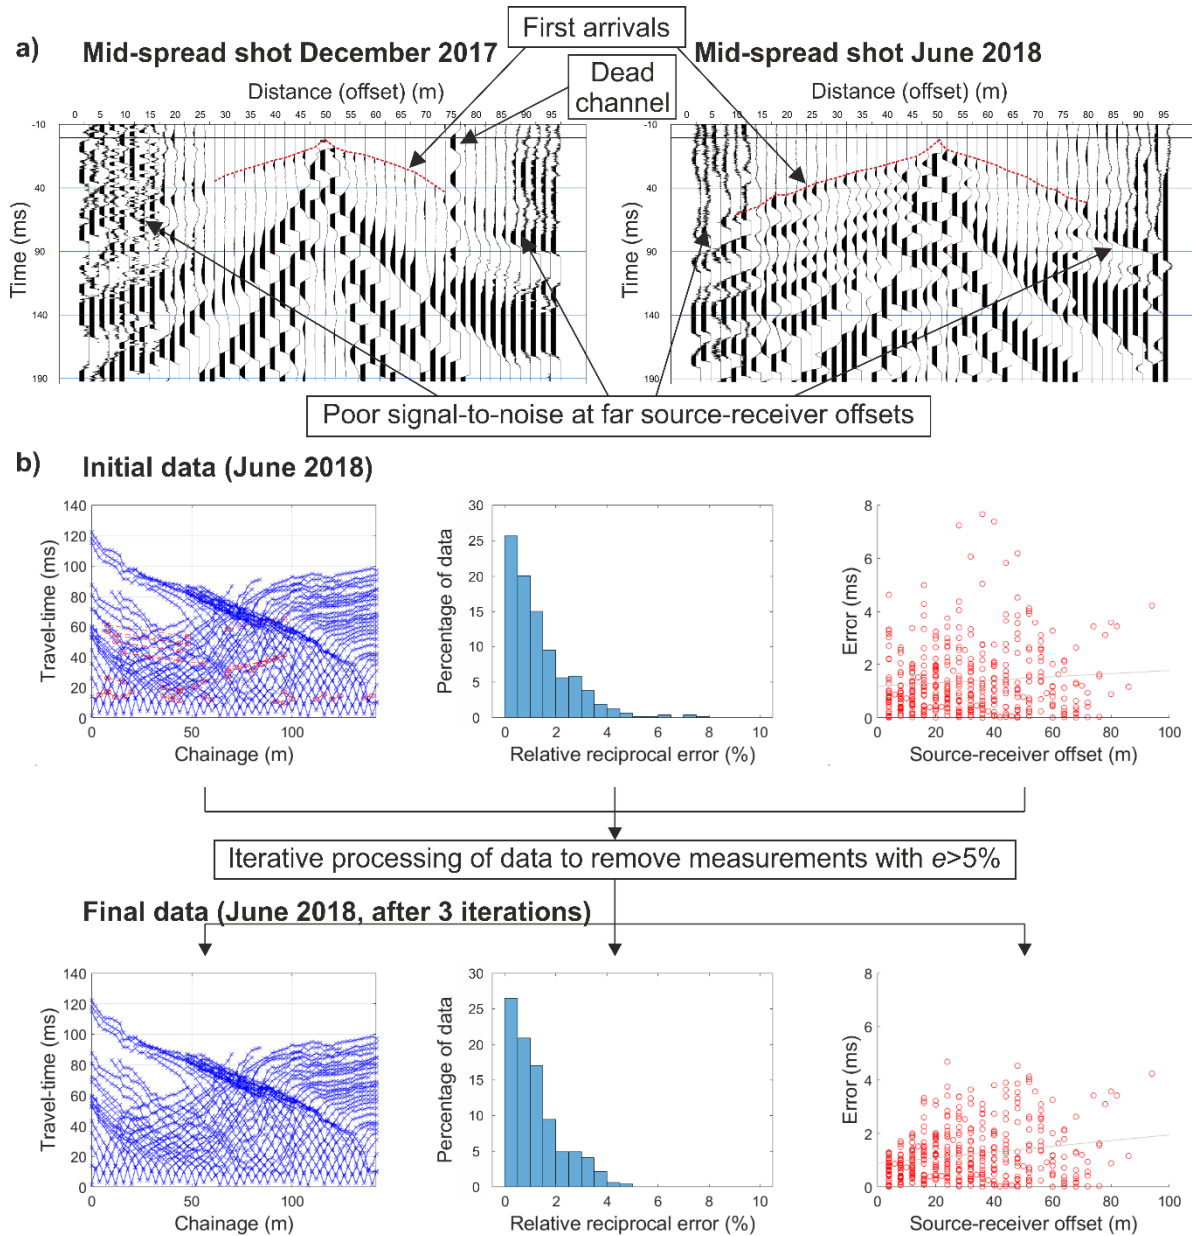 First arrivals
a) Mid-spread shot December 2017
Mid-spread shot June 2018
Dead
channel
Distance (offset) (m)
Distance (offset) (m)
0 5 10 15 20 25 30 35 40 45 50 55 60 65 70 75 80 85 90 95
0 5 10 15 20 25 30 35 40 45 50 55 60 65 70 75 80 85 90 95
-10
40
90
140
190
Time (ms)
-10
40
90
140
190
Time (ms)
Poor signal-to-noise at far source-receiver offsets
b) Initial data (June 2018)
140
120
100
80
60
40
20
0
Travel-time (ms)
0 50 100
Chainage (m)
30
25
20
15
10
5
0
Percentage of data
0 2 4 6 8 10
Relative reciprocal error (%)
8
6
4
2
0
Error (ms)
0 20 40 60 80 100
Source-receiver offset (m)
Iterative processing of data to remove measurements with e>5%
Final data (June 2018, after 3 iterations)
140
120
100
80
60
40
20
0
Travel-time (ms)
0 50 100
Chainage (m)
30
25
20
15
10
5
0
Percentage of data
0 2 4 6 8 10
Relative reciprocal error (%)
8
6
4
2
0
Error (ms)
0 20 40 60 80 100
Source-receiver offset (m)